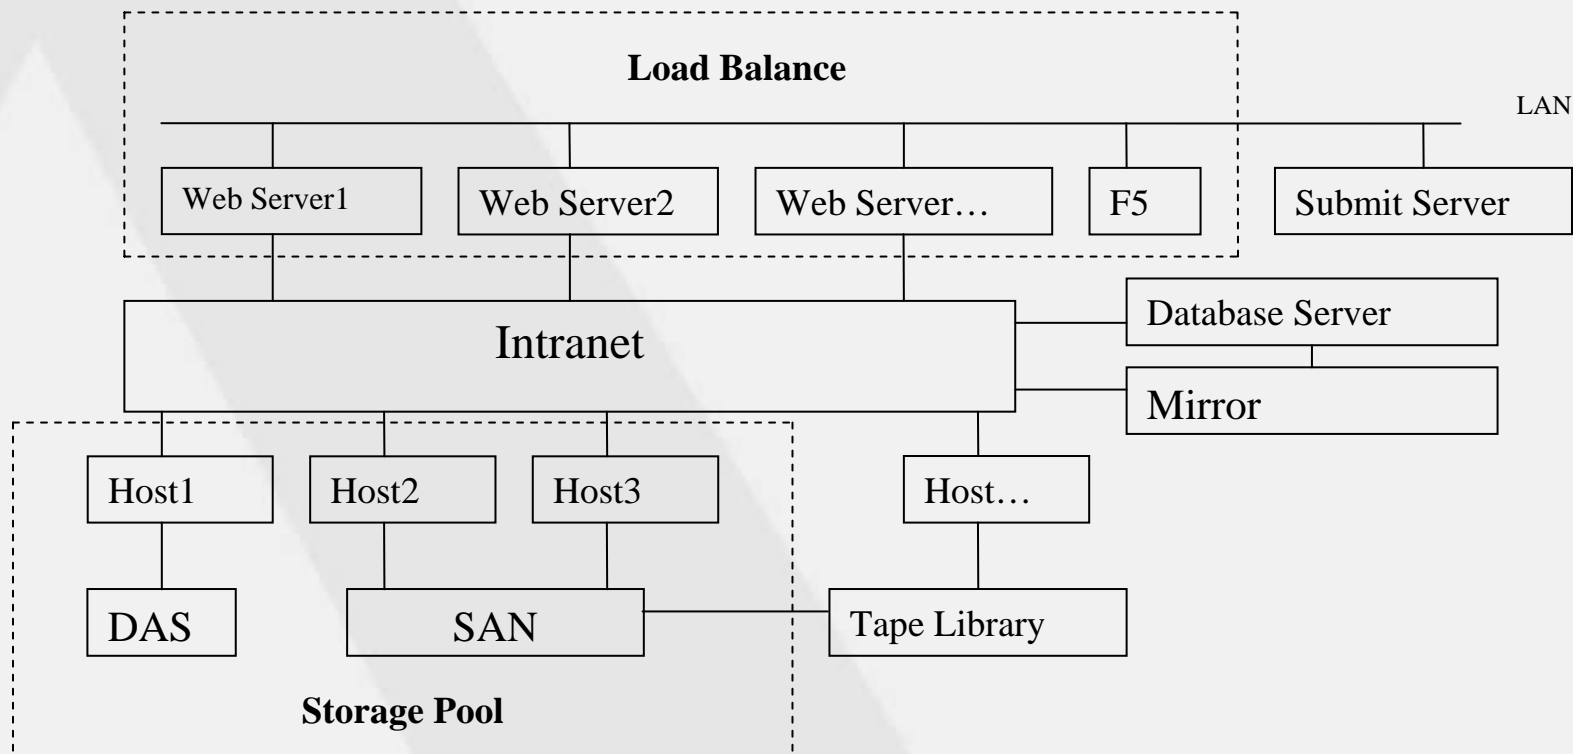 Load Balance
LAN
Web Server1
Web Server2
Web Server…
F5
Submit Server
Intranet
Database Server
Mirror
Host1
Host2
Host3
Host…
DAS
SAN
Tape Library
Storage Pool